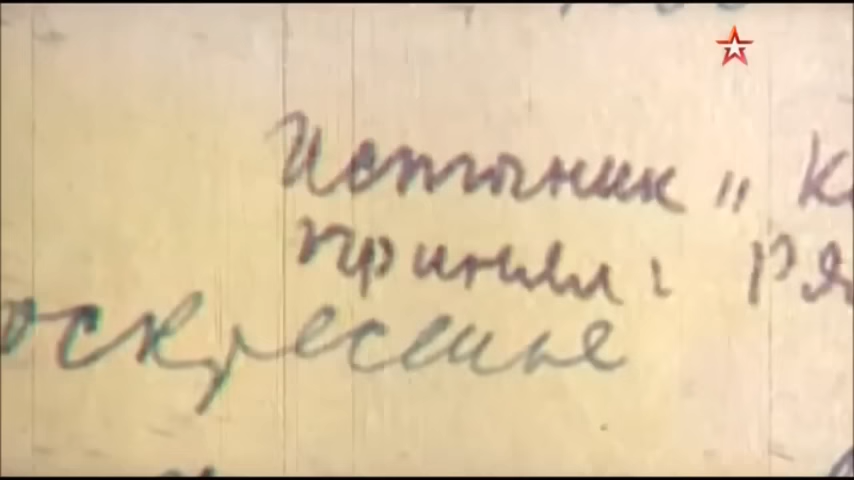 Источник "К
принял: Ря
оскресенье